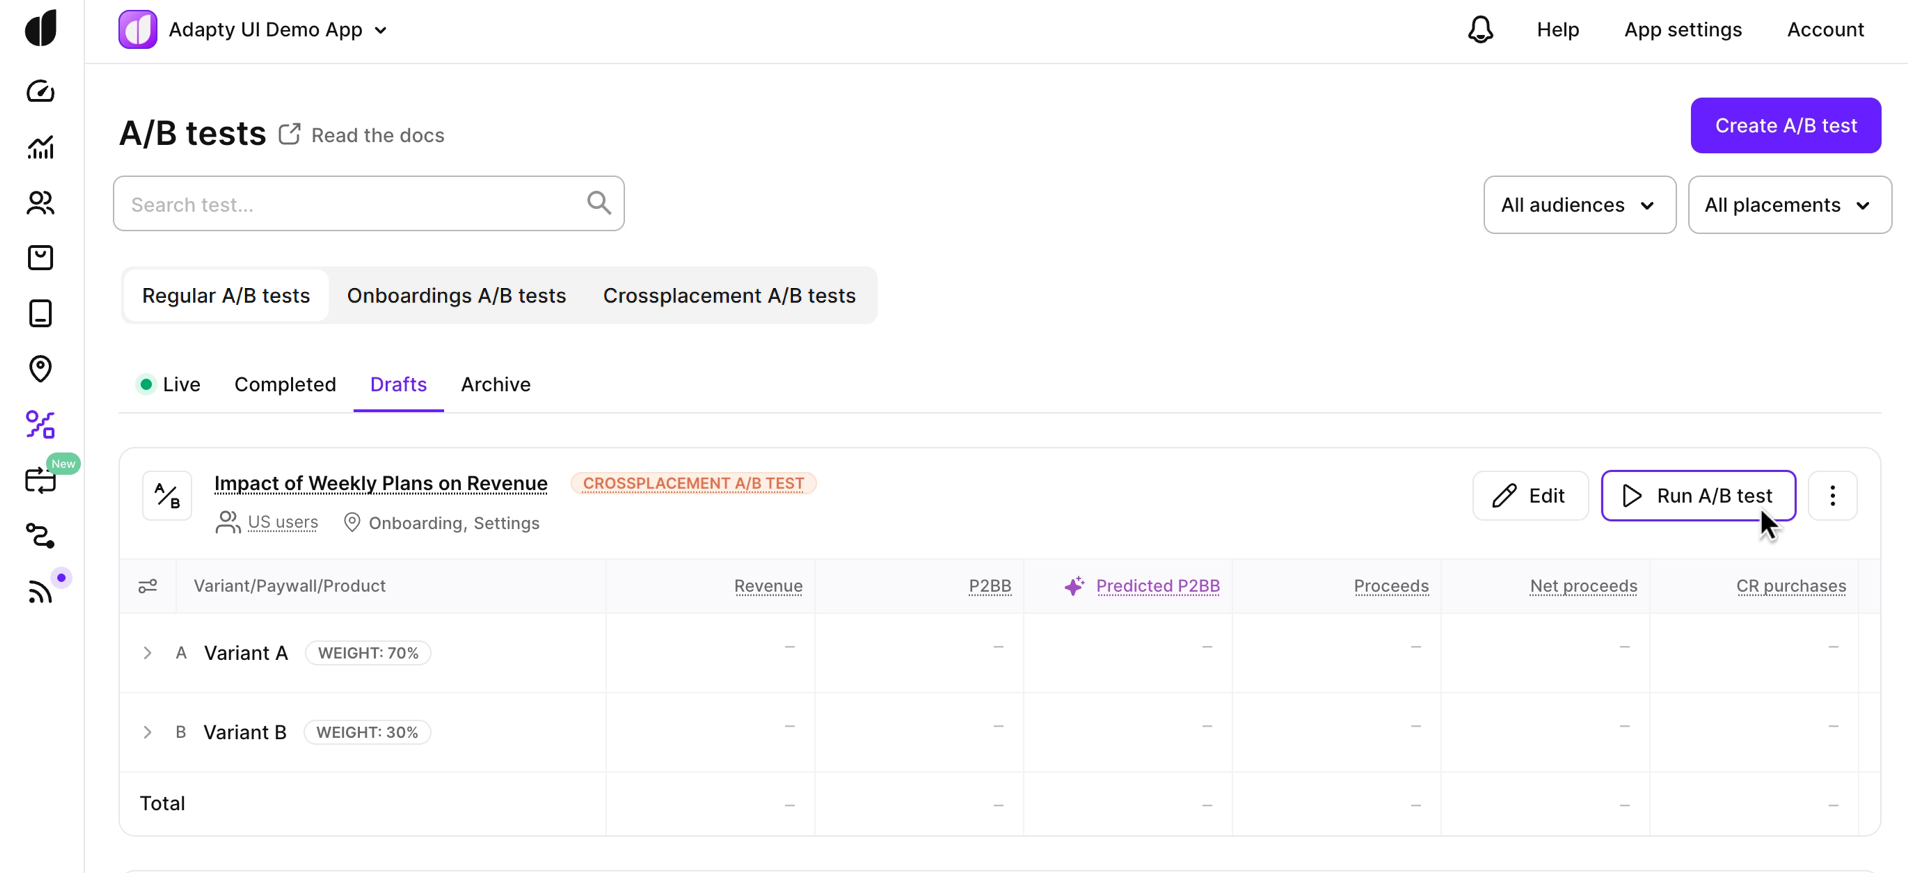 Adapty UI Demo App
Help
App settings
Account
A/B tests
Read the docs
Create A/B test
Search test...
All audiences
All placements
Regular A/B tests
Onboardings A/B tests
Crossplacement A/B tests
Live
Completed
Drafts
Archive
New
A/B
Impact of Weekly Plans on Revenue
CROSSPLACEMENT A/B TEST
US users
Onboarding, Settings
Edit
Run A/B test
Variant/Paywall/Product
Revenue
P2BB
Predicted P2BB
Proceeds
Net proceeds
CR purchases
A Variant A WEIGHT: 70% – – – – – –
B Variant B WEIGHT: 30% – – – – – –
Total – – – – – –